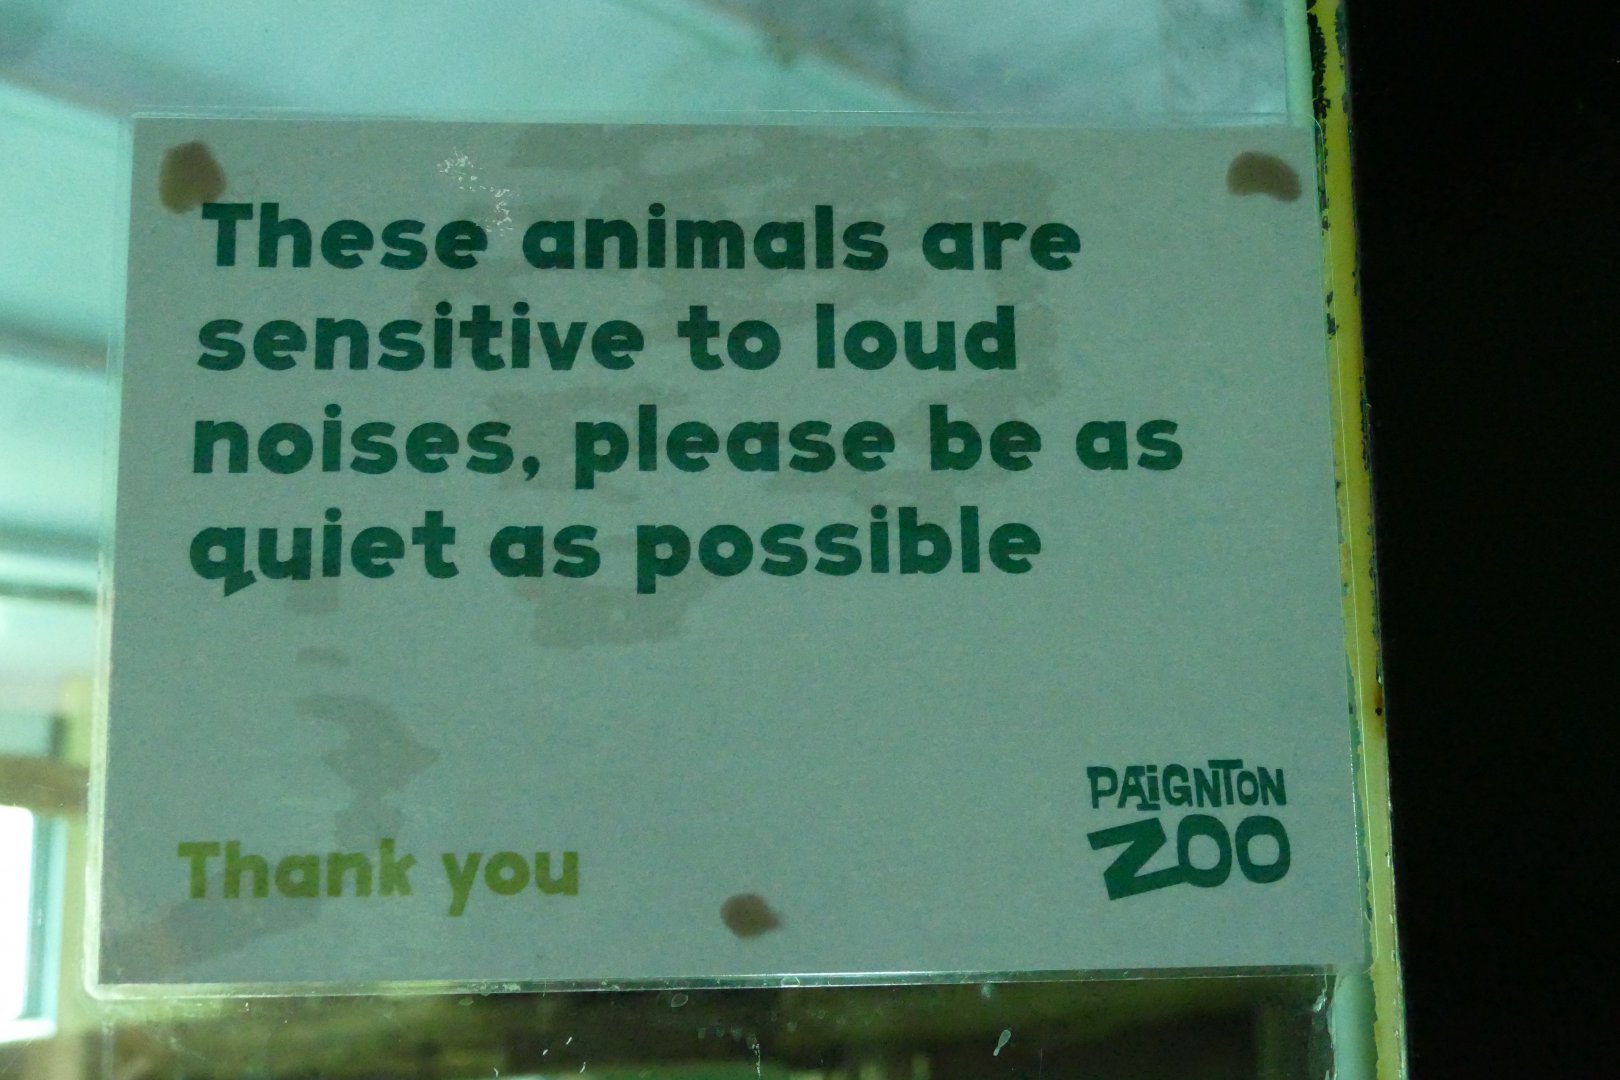 These animals are
sensitive to loud
noises, please be as
quiet as possible
Thank you
PAiGNTON
ZOO